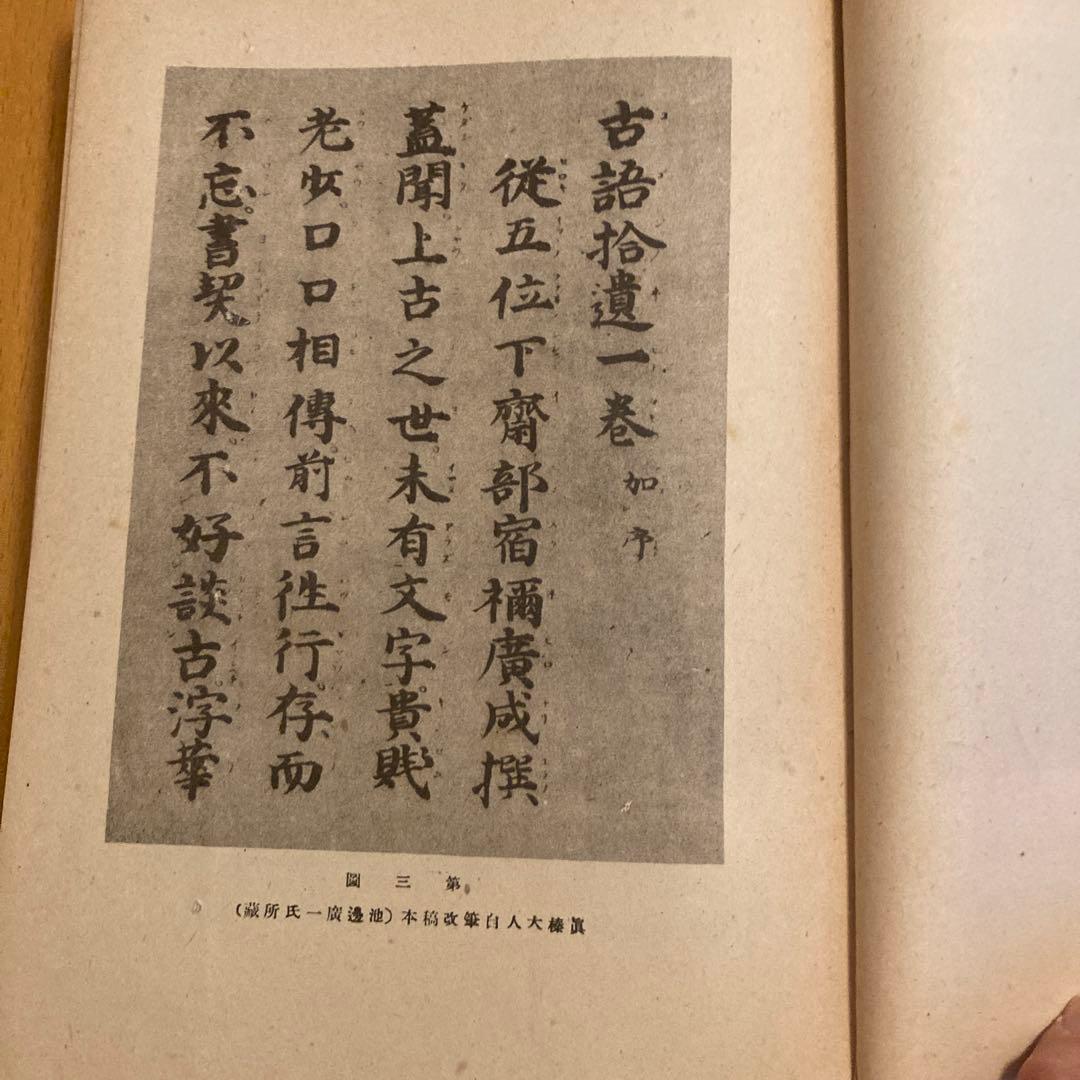 古語拾遺一卷 加序
從五位下齋部宿禰廣成撰
蓋聞上古之世未有文字貴賤
老少口口相傳前言往行存而
不忘書契以來不好談古浮華
第三圖
眞榛大人自筆改稿本(池邊廣一氏所藏)